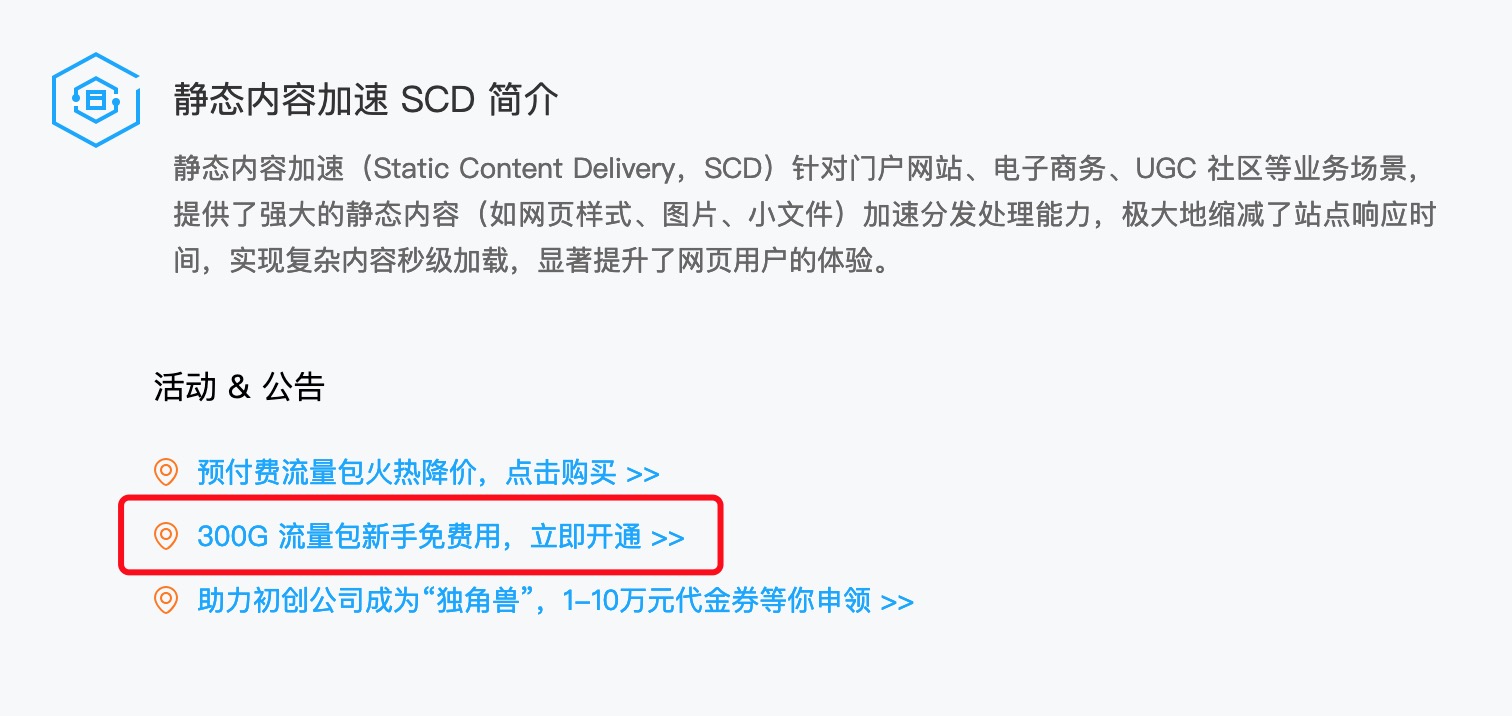 静态内容加速 SCD 简介
静态内容加速（Static Content Delivery，SCD）针对门户网站、电子商务、UGC 社区等业务场景，
提供了强大的静态内容（如网页样式、图片、小文件）加速分发处理能力，极大地缩减了站点响应时
间，实现复杂内容秒级加载，显著提升了网页用户的体验。
活动 & 公告
预付费流量包火热降价，点击购买 >>
300G 流量包新手免费用，立即开通 >>
助力初创公司成为“独角兽”，1-10万元代金券等你申领 >>